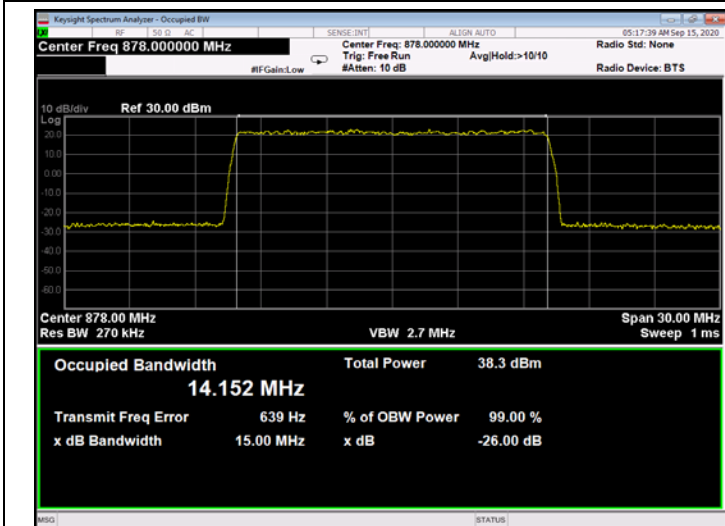 Keysight Spectrum Analyzer - Occupied BW
LXI RF 50 Ω AC SENSE:INT ALIGN AUTO 05:17:39 AM Sep 15, 2020
Center Freq 878.000000 MHz Center Freq: 878.000000 MHz Radio Std: None
Trig: Free Run Avg|Hold:>10/10
#IFGain:Low #Atten: 10 dB Radio Device: BTS
10 dB/div Ref 30.00 dBm
Log
20.0
10.0
0.00
-10.0
-20.0
-30.0
-40.0
-50.0
-60.0
Center 878.00 MHz Span 30.00 MHz
Res BW 270 kHz VBW 2.7 MHz Sweep 1 ms
Occupied Bandwidth Total Power 38.3 dBm
14.152 MHz
Transmit Freq Error 639 Hz % of OBW Power 99.00 %
x dB Bandwidth 15.00 MHz x dB -26.00 dB
MSG STATUS